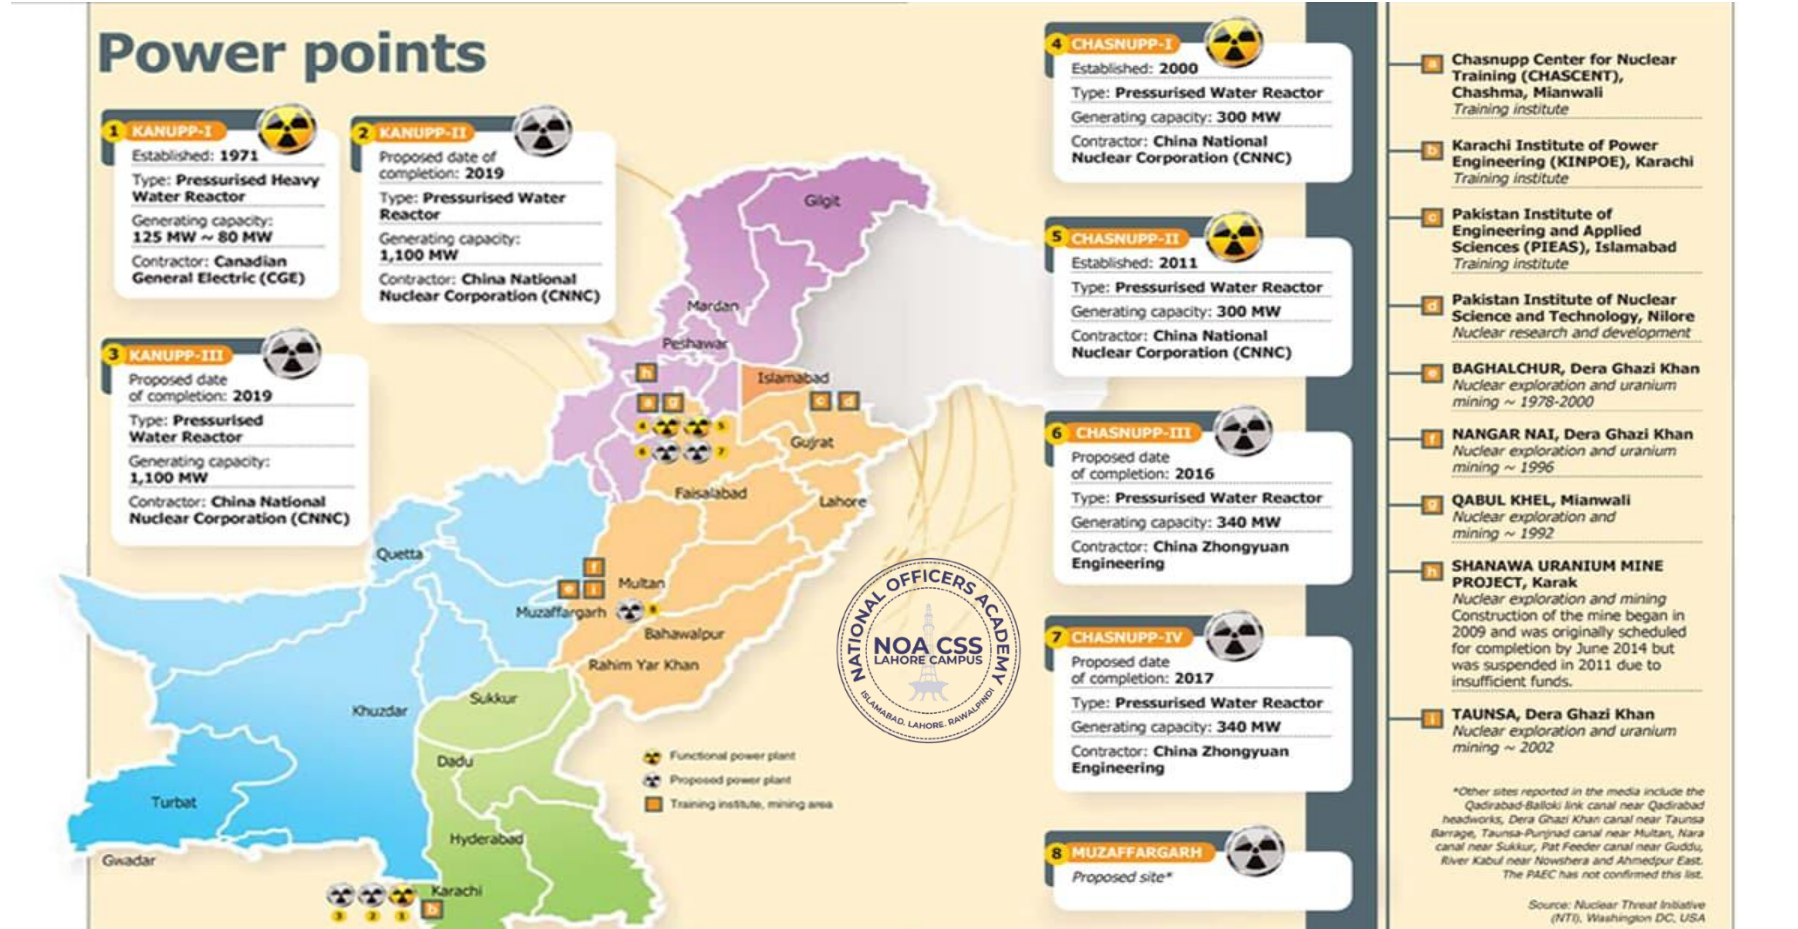 Power points
1 KANUPP-I
Established: 1971
Type: Pressurised Heavy
Water Reactor
Generating capacity:
125 MW ~ 80 MW
Contractor: Canadian
General Electric (CGE)
2 KANUPP-II
Proposed date of
completion: 2019
Type: Pressurised Water
Reactor
Generating capacity:
1,100 MW
Contractor: China National
Nuclear Corporation (CNNC)
3 KANUPP-III
Proposed date
of completion: 2019
Type: Pressurised
Water Reactor
Generating capacity:
1,100 MW
Contractor: China National
Nuclear Corporation (CNNC)
Gilgit
Mardan
Peshawar
h
Islamabad
a g
c d
4 5
6 7
Gujrat
Faisalabad
Lahore
Quetta
f
Multan
e i
Muzaffargarh
8
Bahawalpur
Rahim Yar Khan
Sukkur
Khuzdar
Dadu
Turbat
Hyderabad
Gwadar
Karachi
3 2 1
b
Functional power plant
Proposed power plant
Training institute, mining area
NATIONAL OFFICERS ACADEMY
NOA CSS
LAHORE CAMPUS
ISLAMABAD. LAHORE. RAWALPINDI
4 CHASNUPP-I
Established: 2000
Type: Pressurised Water Reactor
Generating capacity: 300 MW
Contractor: China National
Nuclear Corporation (CNNC)
5 CHASNUPP-II
Established: 2011
Type: Pressurised Water Reactor
Generating capacity: 300 MW
Contractor: China National
Nuclear Corporation (CNNC)
6 CHASNUPP-III
Proposed date
of completion: 2016
Type: Pressurised Water Reactor
Generating capacity: 340 MW
Contractor: China Zhongyuan
Engineering
7 CHASNUPP-IV
Proposed date
of completion: 2017
Type: Pressurised Water Reactor
Generating capacity: 340 MW
Contractor: China Zhongyuan
Engineering
8 MUZAFFARGARH
Proposed site*
a Chasnupp Center for Nuclear
Training (CHASCENT),
Chashma, Mianwali
Training institute
b Karachi Institute of Power
Engineering (KINPOE), Karachi
Training institute
c Pakistan Institute of
Engineering and Applied
Sciences (PIEAS), Islamabad
Training institute
d Pakistan Institute of Nuclear
Science and Technology, Nilore
Nuclear research and development
e BAGHALCHUR, Dera Ghazi Khan
Nuclear exploration and uranium
mining ~ 1978-2000
f NANGAR NAI, Dera Ghazi Khan
Nuclear exploration and uranium
mining ~ 1996
g QABUL KHEL, Mianwali
Nuclear exploration and
mining ~ 1992
h SHANAWA URANIUM MINE
PROJECT, Karak
Nuclear exploration and mining
Construction of the mine began in
2009 and was originally scheduled
for completion by June 2014 but
was suspended in 2011 due to
insufficient funds.
i TAUNSA, Dera Ghazi Khan
Nuclear exploration and uranium
mining ~ 2002
*Other sites reported in the media include the
Qadirabad-Balloki link canal near Qadirabad
headworks, Dera Ghazi Khan canal near Taunsa
Barrage, Taunsa-Punjnad canal near Multan, Nara
canal near Sukkur, Pat Feeder canal near Guddu,
River Kabul near Nowshera and Ahmedpur East.
The PAEC has not confirmed this list.
Source: Nuclear Threat Initiative
(NTI), Washington DC, USA